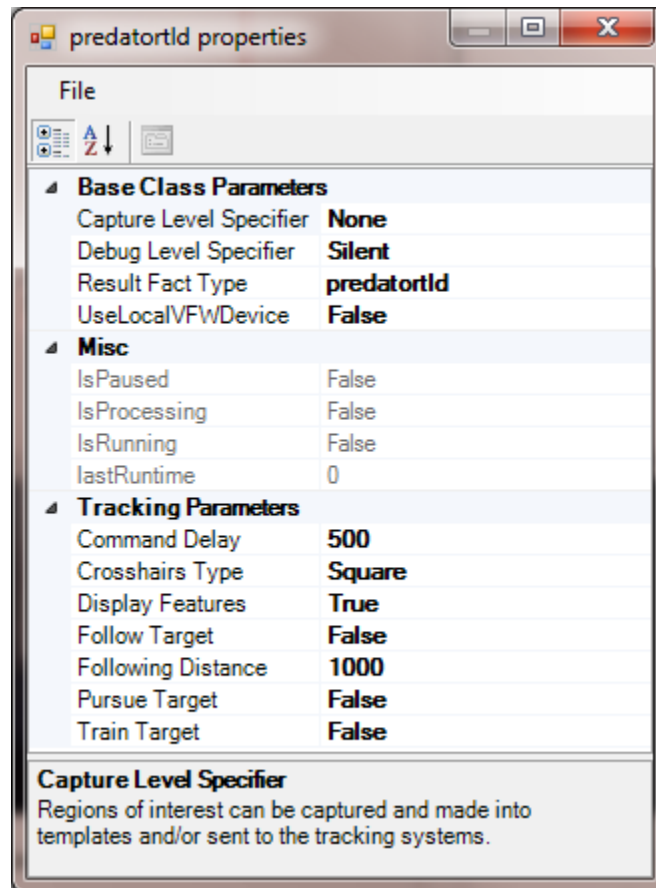 predatortld properties
File
Base Class Parameters
Capture Level Specifier None
Debug Level Specifier Silent
Result Fact Type predatortld
UseLocalVFWDevice False
Misc
IsPaused False
IsProcessing False
IsRunning False
lastRuntime 0
Tracking Parameters
Command Delay 500
Crosshairs Type Square
Display Features True
Follow Target False
Following Distance 1000
Pursue Target False
Train Target False
Capture Level Specifier
Regions of interest can be captured and made into
templates and/or sent to the tracking systems.